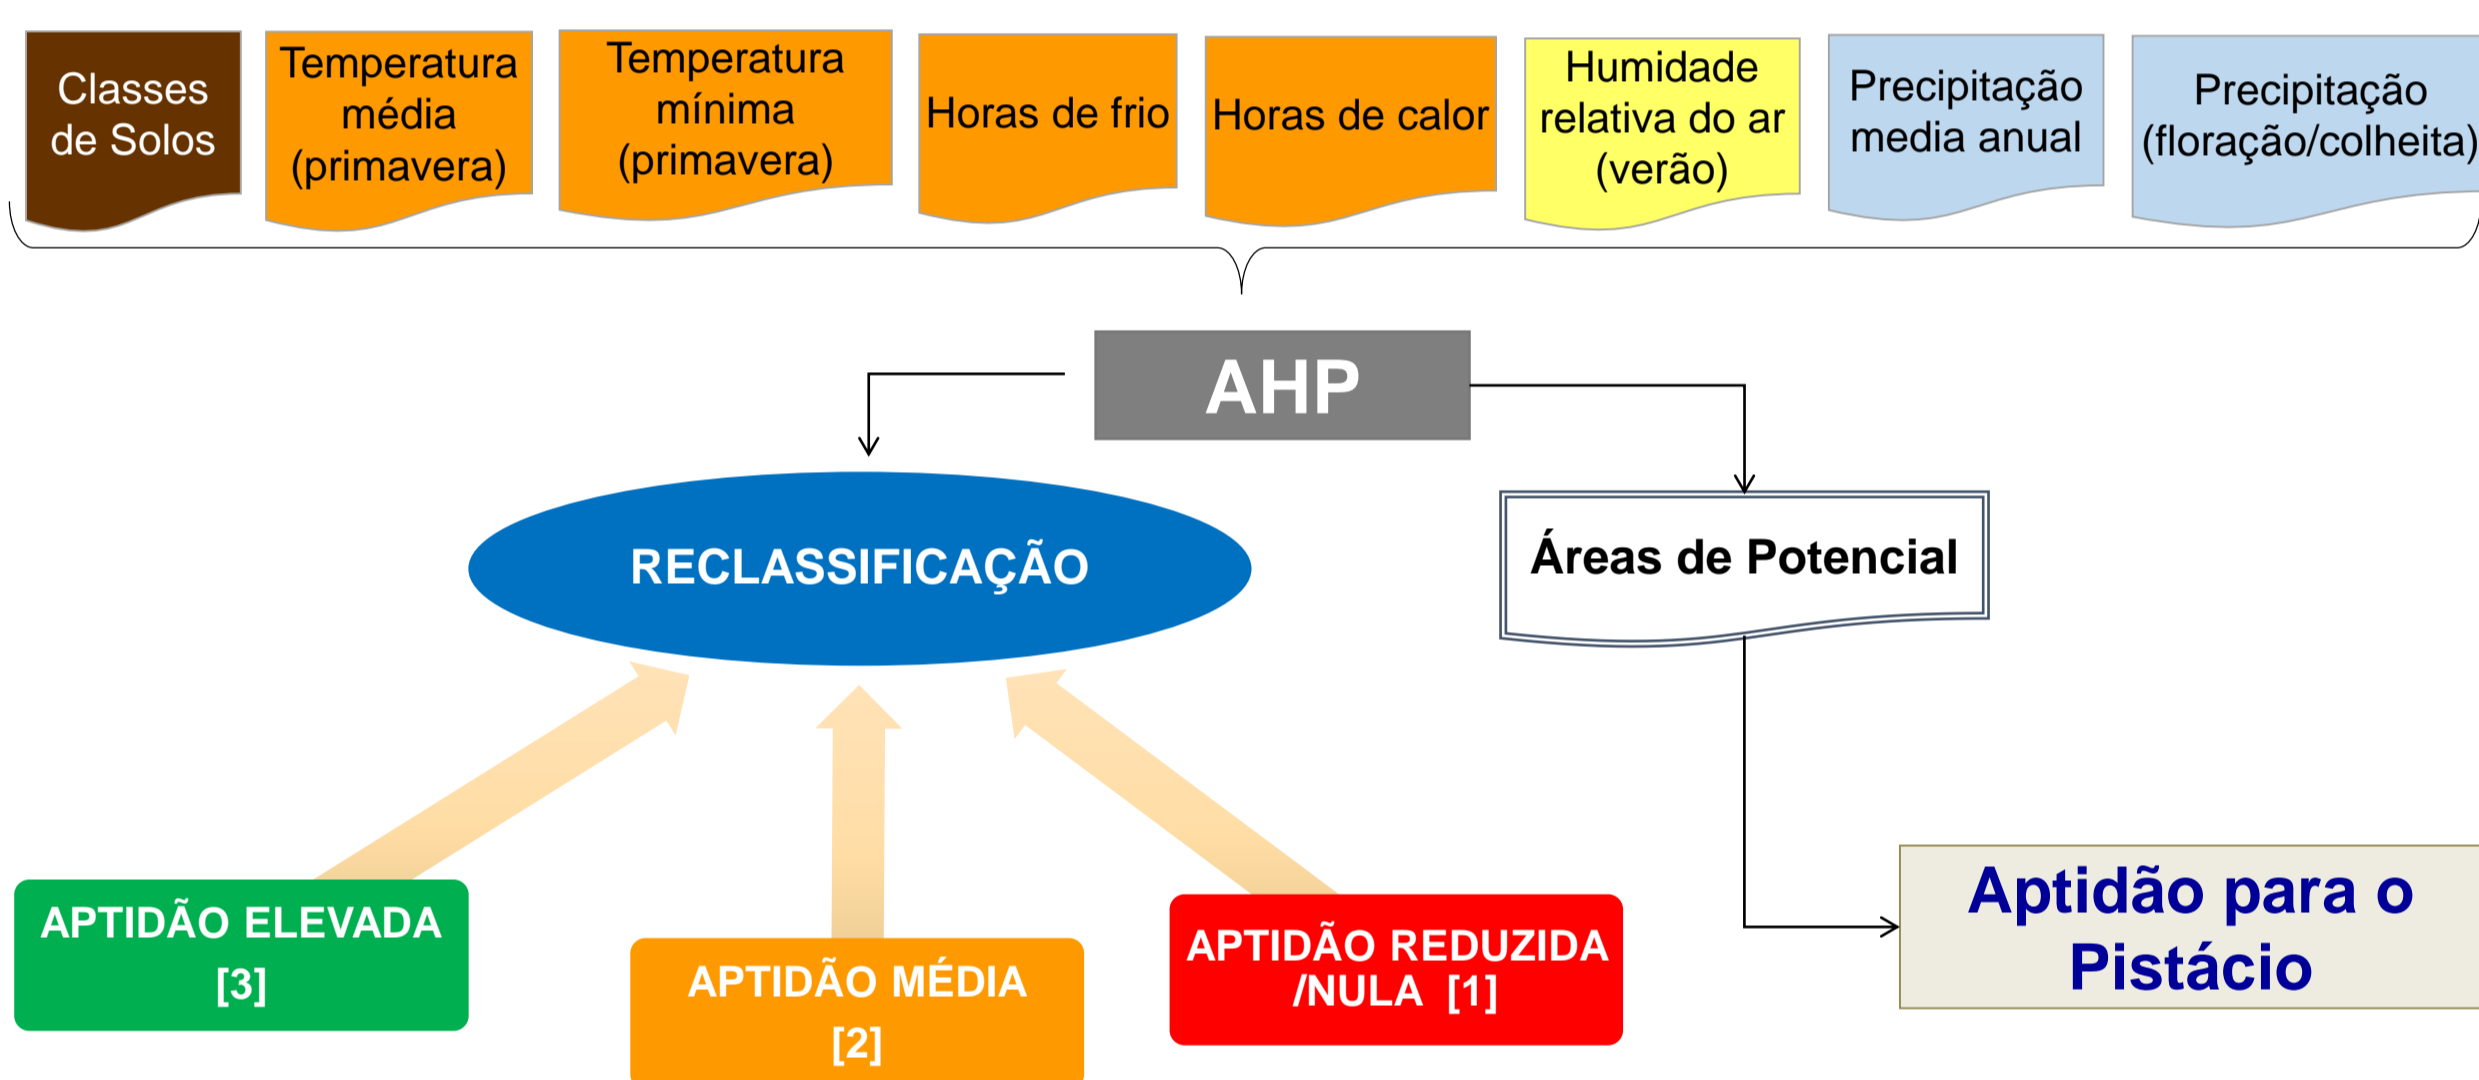 Classes
de Solos
Temperatura
média
(primavera)
Temperatura
mínima
(primavera)
Horas de frio
Horas de calor
Humidade
relativa do ar
(verão)
Precipitação
media anual
Precipitação
(floração/colheita)
AHP
RECLASSIFICAÇÃO
Áreas de Potencial
APTIDÃO ELEVADA
[3]
APTIDÃO MÉDIA
[2]
APTIDÃO REDUZIDA
/NULA [1]
Aptidão para o
Pistácio